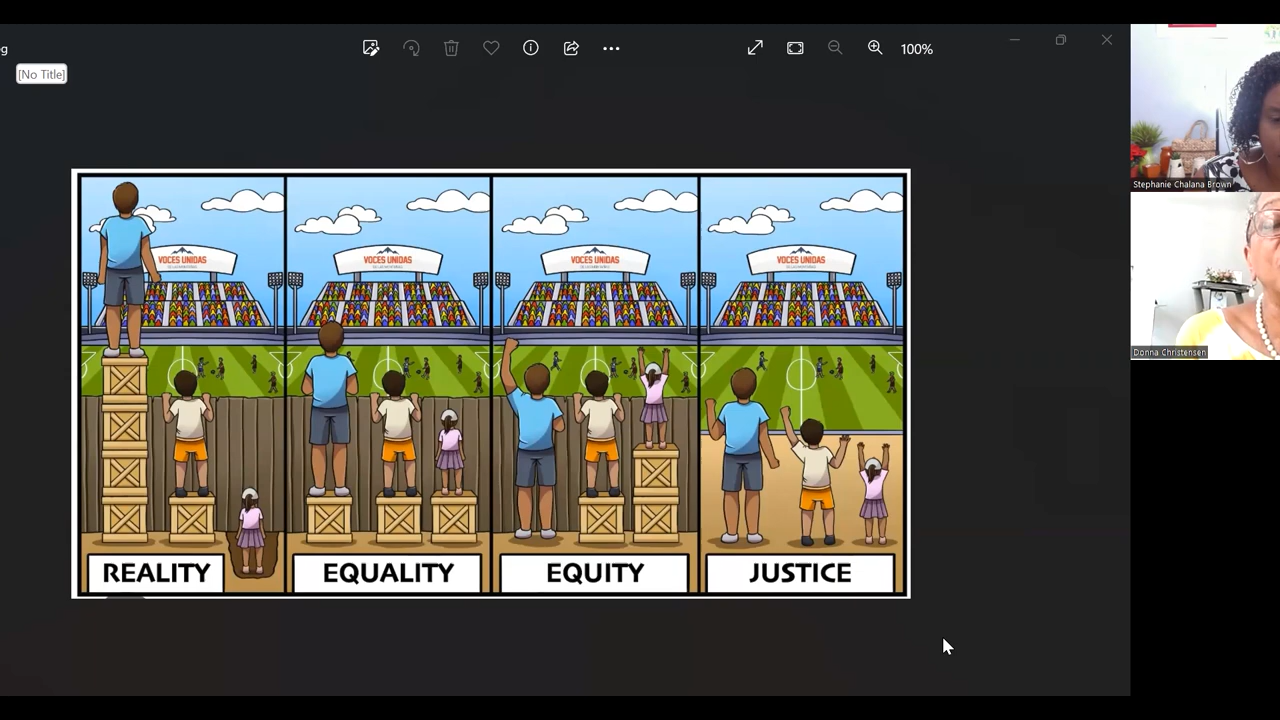 g
100%
[No Title]
VOCES UNIDAS
VOCES UNIDAS
VOCES UNIDAS
VOCES UNIDAS
REALITY
EQUALITY
EQUITY
JUSTICE
Stephanie Chalana Brown
Donna Christensen